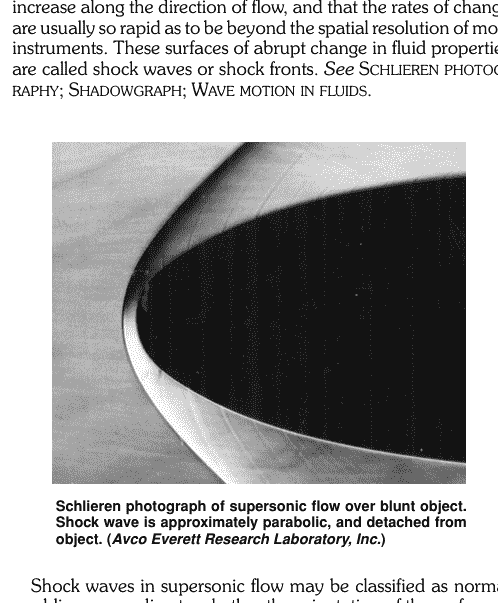 increase along the direction of flow, and that the rates of chang
are usually so rapid as to be beyond the spatial resolution of mo
instruments. These surfaces of abrupt change in fluid propertie
are called shock waves or shock fronts. See SCHLIEREN PHOTOG
RAPHY; SHADOWGRAPH; WAVE MOTION IN FLUIDS.
Schlieren photograph of supersonic flow over blunt object.
Shock wave is approximately parabolic, and detached from
object. (Avco Everett Research Laboratory, Inc.)
Shock waves in supersonic flow may be classified as norma